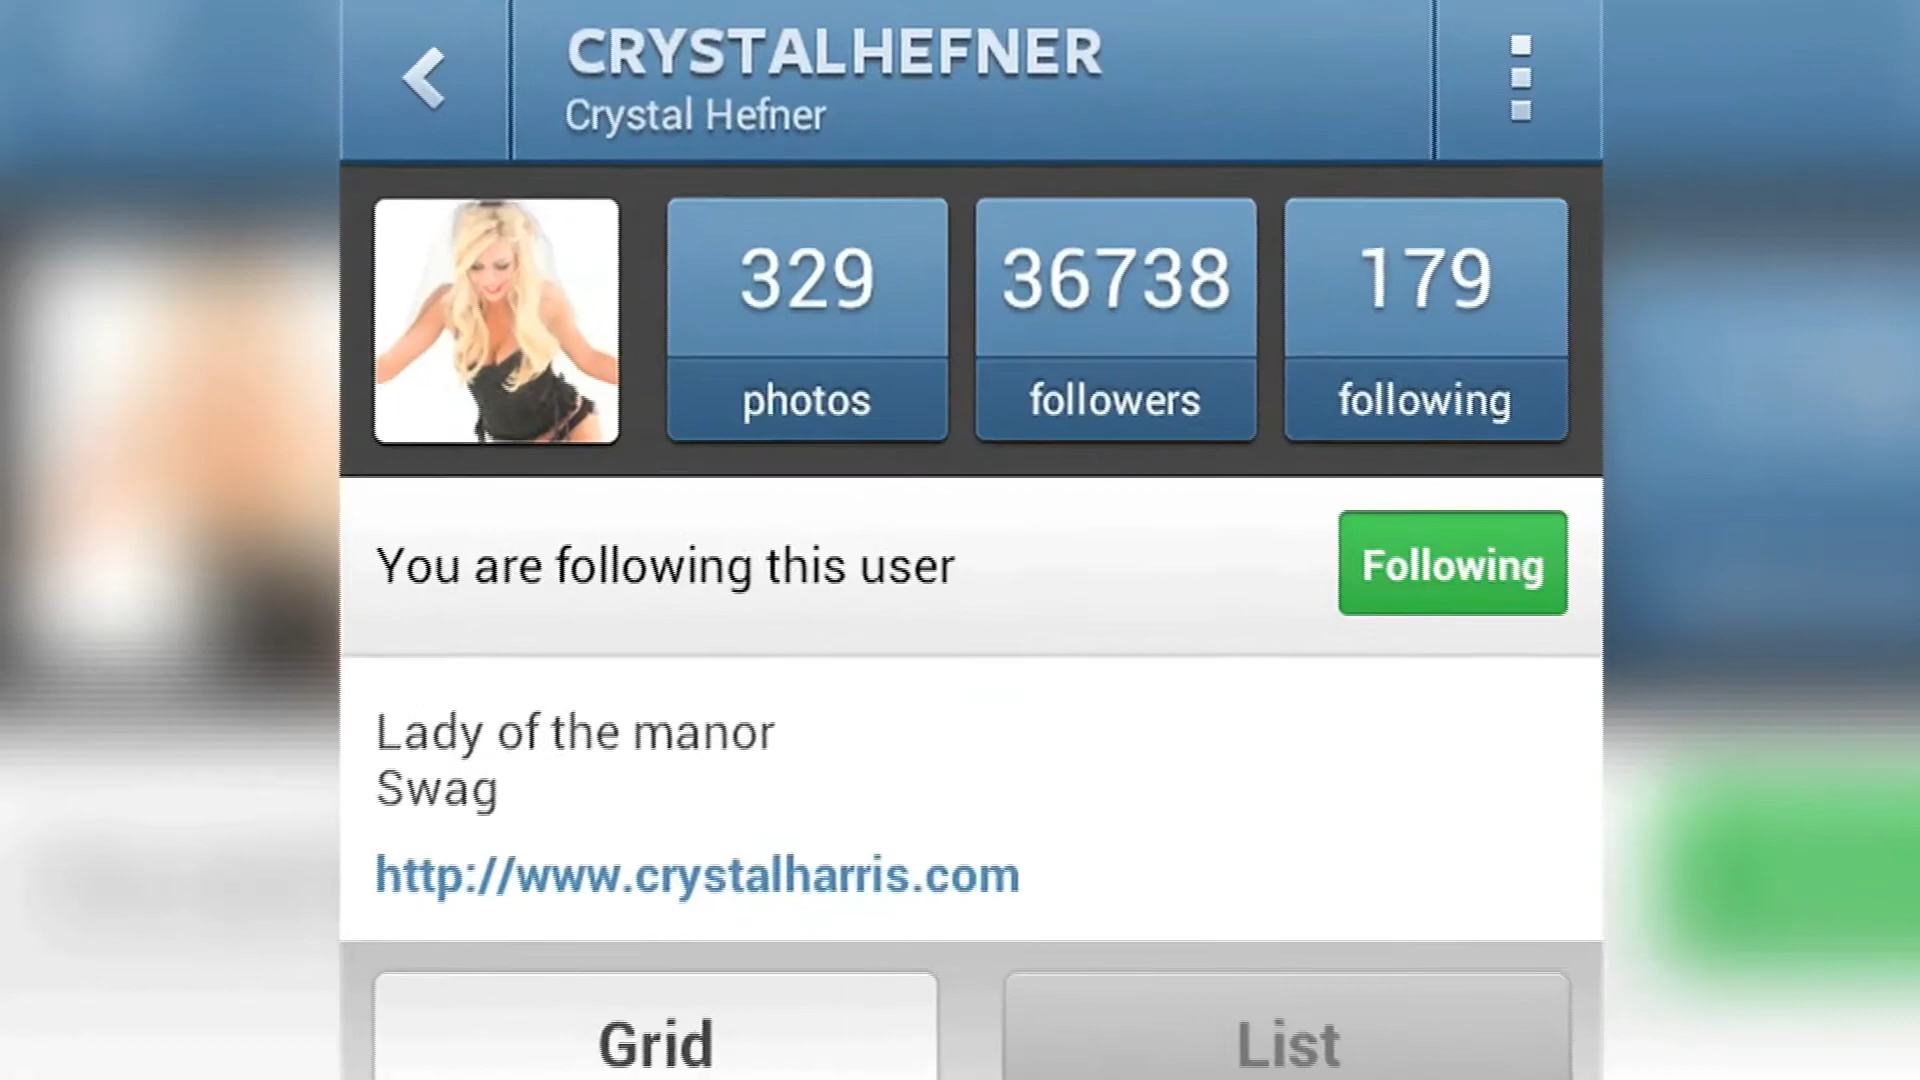 CRYSTALHEFNER
Crystal Hefner
329
36738
179
photos
followers
following
You are following this user
Following
Lady of the manor
Swag
http://www.crystalharris.com
Grid
List